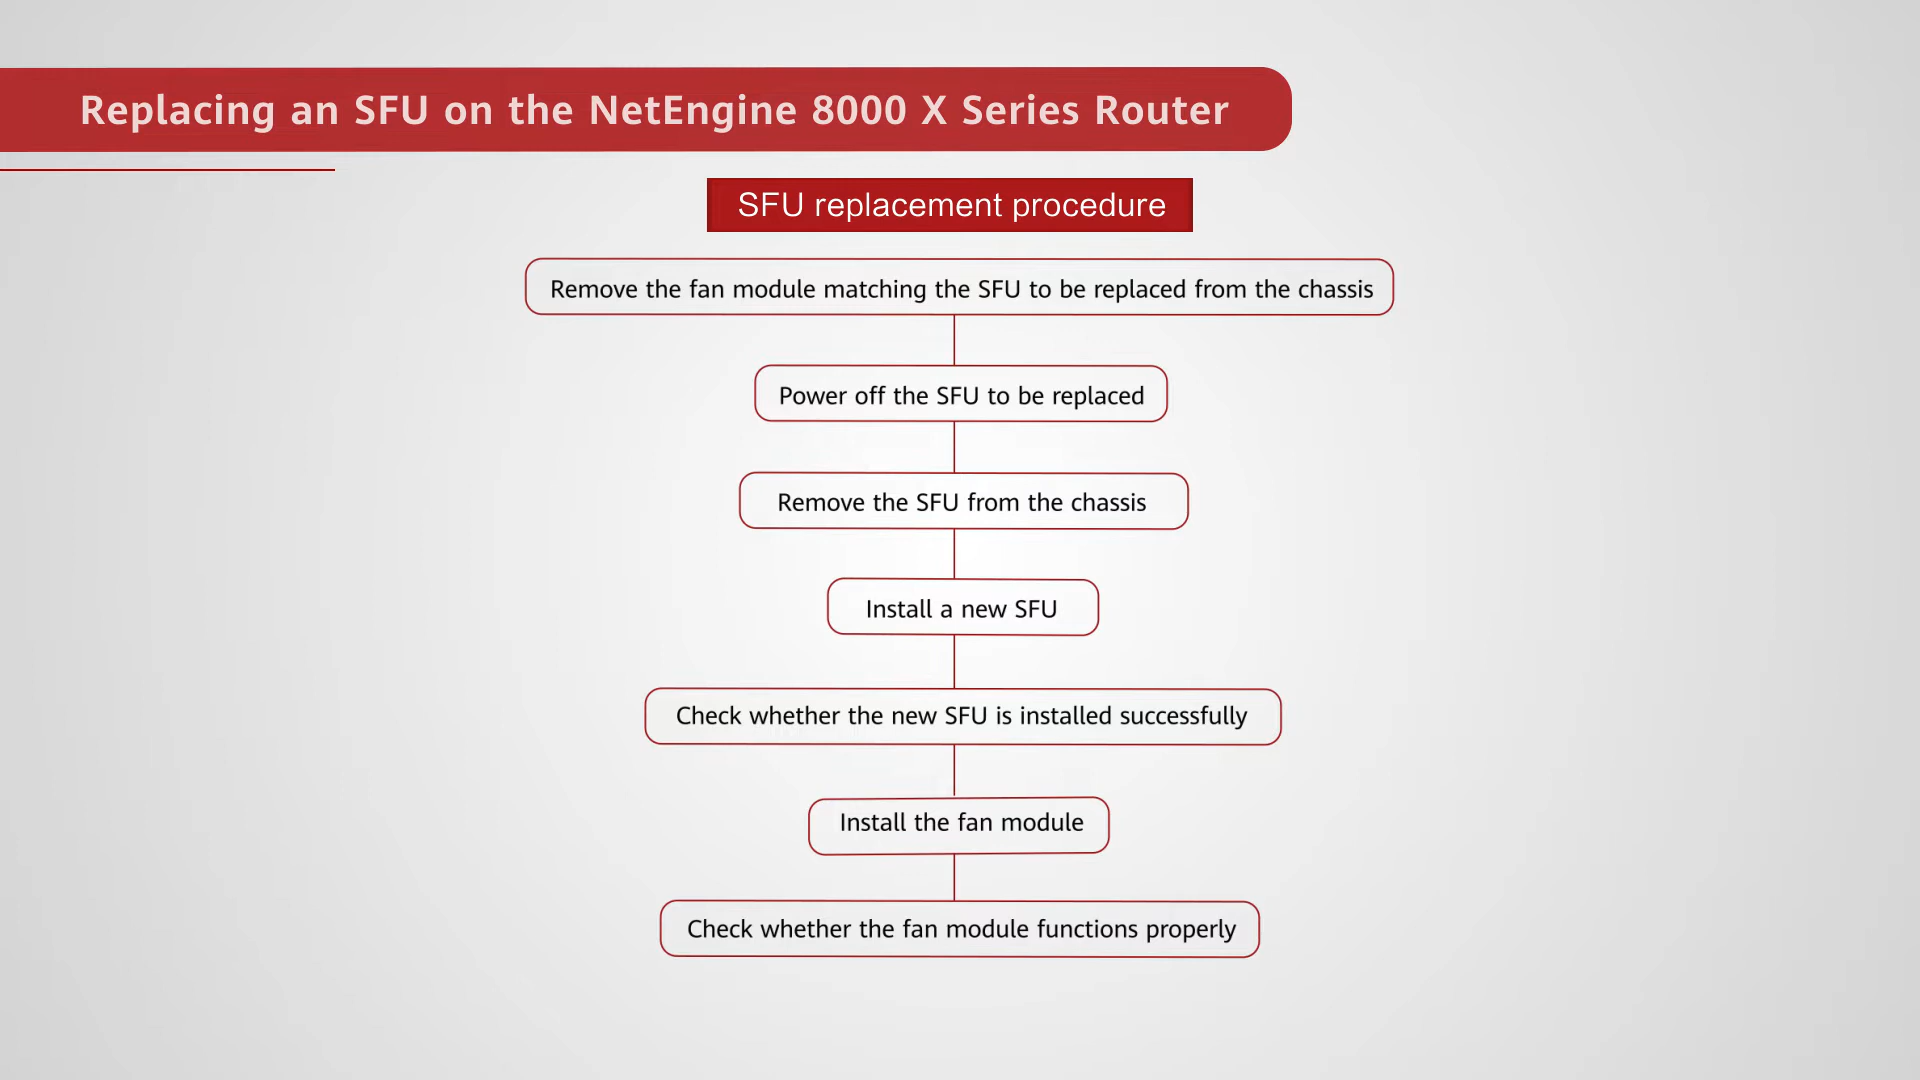 Replacing an SFU on the NetEngine 8000 X Series Router
SFU replacement procedure
Remove the fan module matching the SFU to be replaced from the chassis
Power off the SFU to be replaced
Remove the SFU from the chassis
Install a new SFU
Check whether the new SFU is installed successfully
Install the fan module
Check whether the fan module functions properly